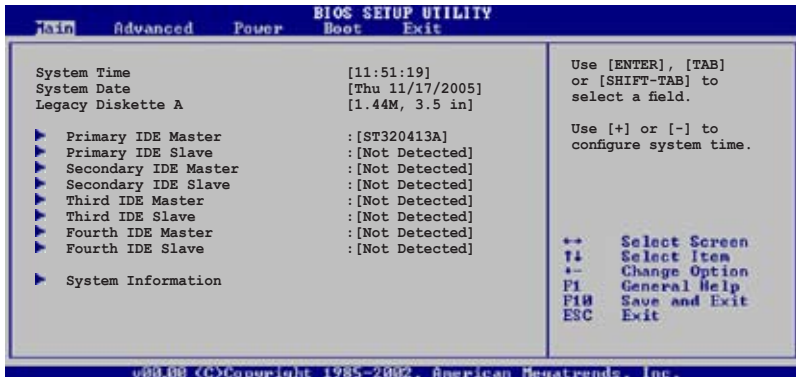 BIOS SETUP UTILITY
Main Advanced Power Boot Exit
System Time [11:51:19]
System Date [Thu 11/17/2005]
Legacy Diskette A [1.44M, 3.5 in]
Primary IDE Master :[ST320413A]
Primary IDE Slave :[Not Detected]
Secondary IDE Master :[Not Detected]
Secondary IDE Slave :[Not Detected]
Third IDE Master :[Not Detected]
Third IDE Slave :[Not Detected]
Fourth IDE Master :[Not Detected]
Fourth IDE Slave :[Not Detected]
System Information
Use [ENTER], [TAB]
or [SHIFT-TAB] to
select a field.
Use [+] or [-] to
configure system time.
↔ Select Screen
↑↓ Select Item
+- Change Option
F1 General Help
F10 Save and Exit
ESC Exit
v00.00 (C)Copyright 1985-2002, American Megatrends, Inc.